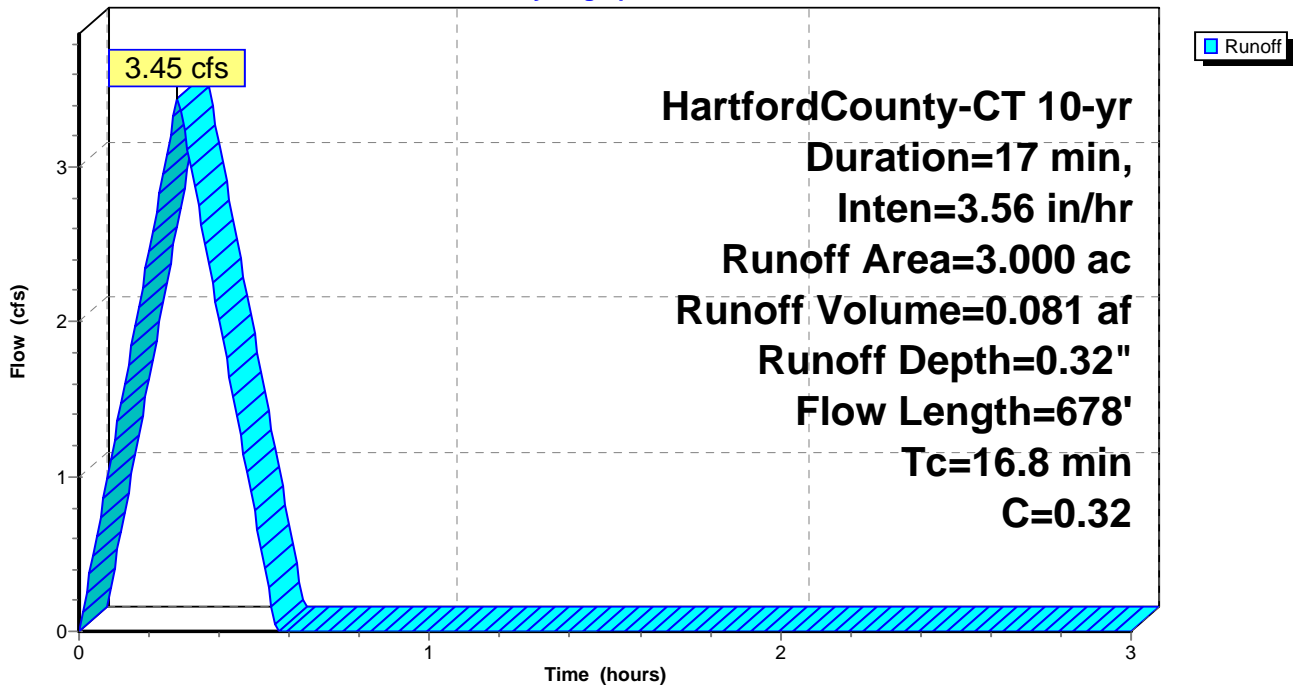 3.45 cfs
Runoff
HartfordCounty-CT 10-yr
Duration=17 min,
Inten=3.56 in/hr
Runoff Area=3.000 ac
Runoff Volume=0.081 af
Runoff Depth=0.32"
Flow Length=678'
Tc=16.8 min
C=0.32
Flow (cfs)
3
2
1
0
0 1 2 3
Time (hours)